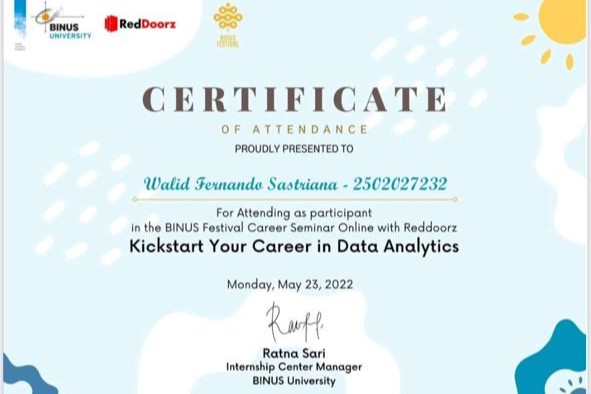 BINUS
UNIVERSITY
RedDoorz
BINUS
FESTIVAL
CERTIFICATE
OF ATTENDANCE
PROUDLY PRESENTED TO
Walid Fernando Sastriana - 2502027232
For Attending as participant
in the BINUS Festival Career Seminar Online with Reddoorz
Kickstart Your Career in Data Analytics
Monday, May 23, 2022
Ratna Sari
Internship Center Manager
BINUS University